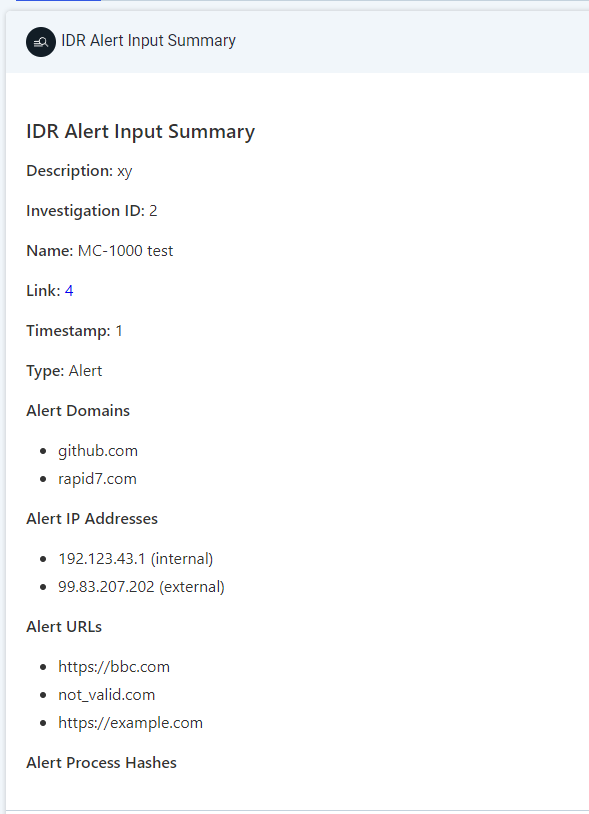 IDR Alert Input Summary
IDR Alert Input Summary
Description: xy
Investigation ID: 2
Name: MC-1000 test
Link: 4
Timestamp: 1
Type: Alert
Alert Domains
github.com
rapid7.com
Alert IP Addresses
192.123.43.1 (internal)
99.83.207.202 (external)
Alert URLs
https://bbc.com
not_valid.com
https://example.com
Alert Process Hashes